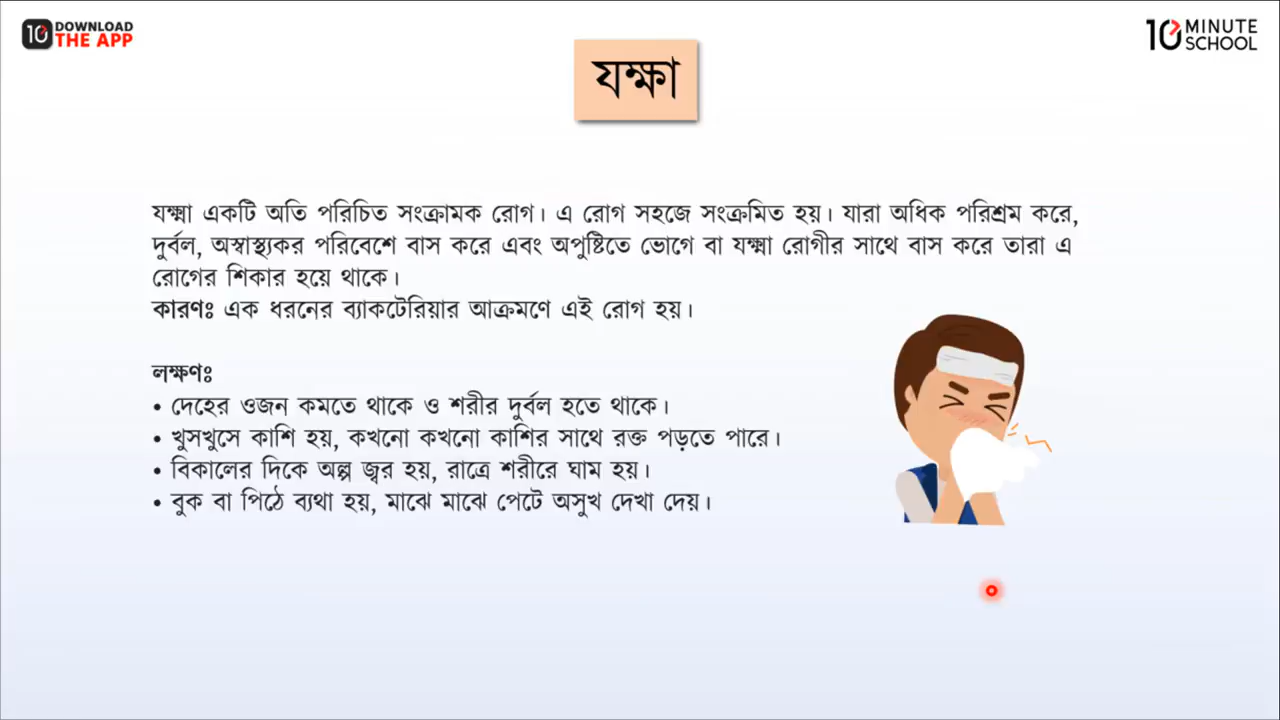 10 DOWNLOAD
THE APP
10 MINUTE
SCHOOL
যক্ষা
যক্ষ্মা একটি অতি পরিচিত সংক্রামক রোগ। এ রোগ সহজে সংক্রমিত হয়। যারা অধিক পরিশ্রম করে,
দুর্বল, অস্বাস্থ্যকর পরিবেশে বাস করে এবং অপুষ্টিতে ভোগে বা যক্ষ্মা রোগীর সাথে বাস করে তারা এ
রোগের শিকার হয়ে থাকে।
কারণঃ এক ধরনের ব্যাকটেরিয়ার আক্রমণে এই রোগ হয়।
লক্ষণঃ
• দেহের ওজন কমতে থাকে ও শরীর দুর্বল হতে থাকে।
• খুসখুসে কাশি হয়, কখনো কখনো কাশির সাথে রক্ত পড়তে পারে।
• বিকালের দিকে অল্প জ্বর হয়, রাত্রে শরীরে ঘাম হয়।
• বুক বা পিঠে ব্যথা হয়, মাঝে মাঝে পেটে অসুখ দেখা দেয়।